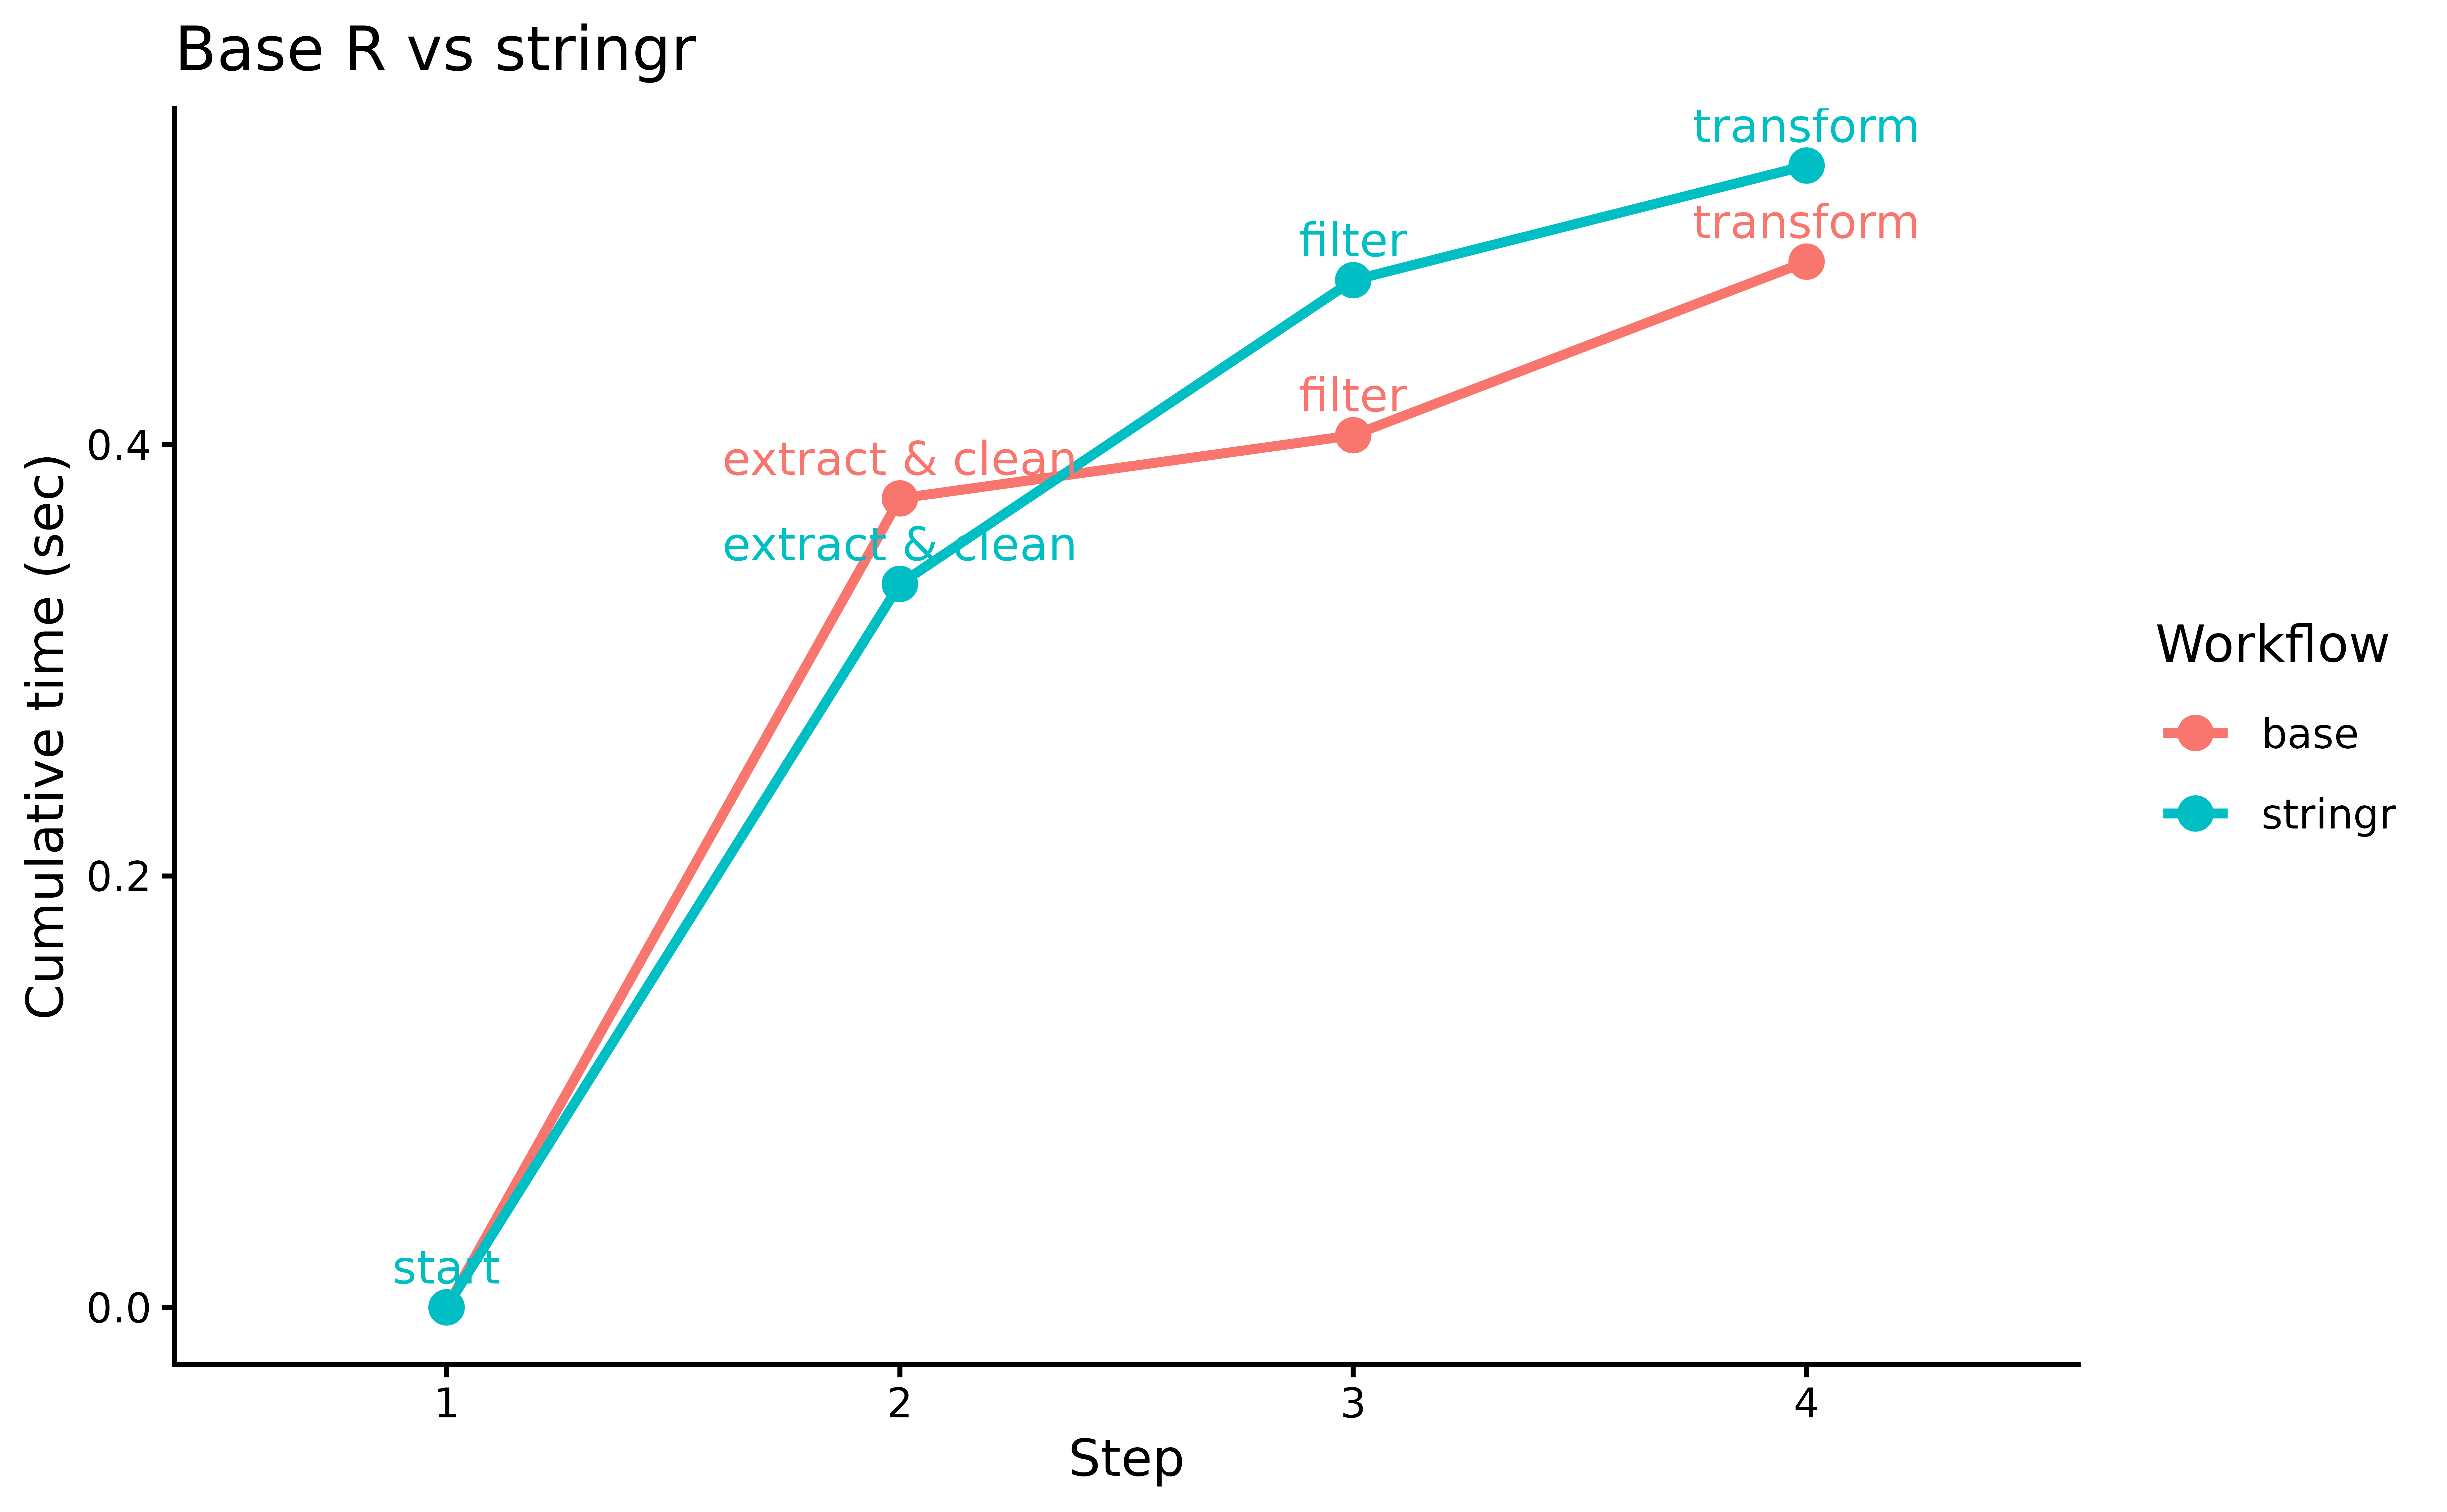 Base R vs stringr
transform
transform
filter
filter
extract & clean
extract & clean
start
Cumulative time (sec)
0.4
0.2
0.0
1
2
3
4
Step
Workflow
base
stringr